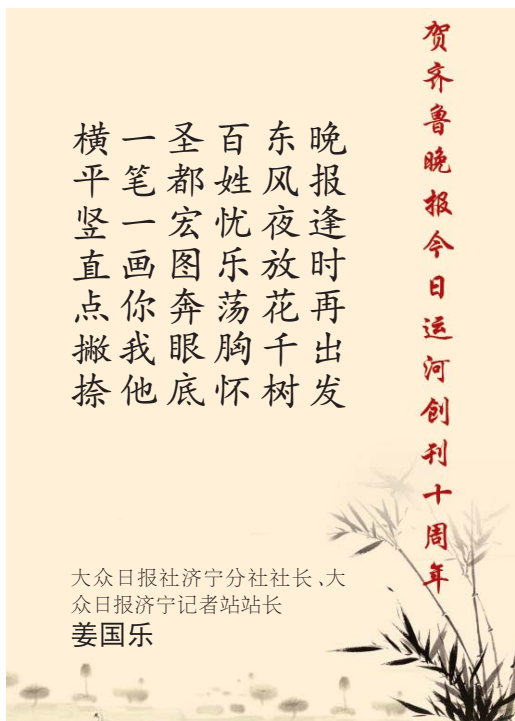 贺齐鲁晚报今日运河创刊十周年
晚报逢时再出发
东风夜放花千树
百姓忧乐荡胸怀
圣都宏图奔眼底
一笔一画你我他
横平竖直点撇捺
大众日报社济宁分社社长、大
众日报济宁记者站站长
姜国乐